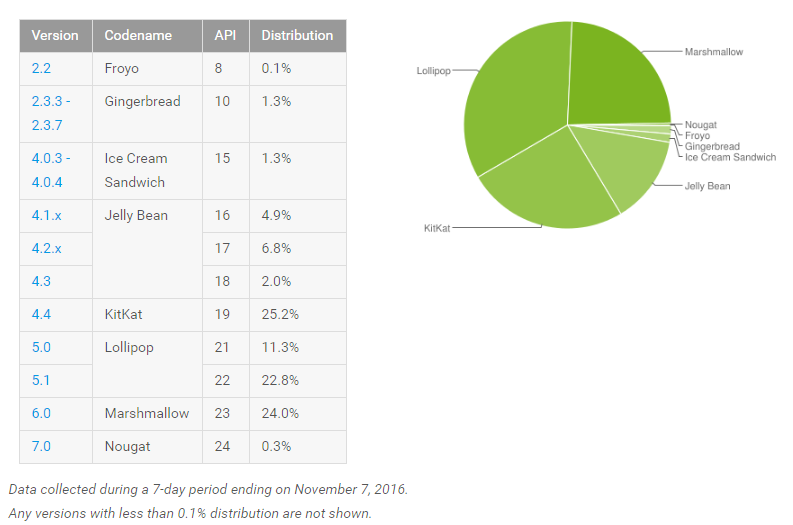 Version Codename API Distribution
2.2 Froyo 8 0.1%
2.3.3 - Gingerbread 10 1.3%
2.3.7
4.0.3 - Ice Cream 15 1.3%
4.0.4 Sandwich
4.1.x Jelly Bean 16 4.9%
4.2.x 17 6.8%
4.3 18 2.0%
4.4 KitKat 19 25.2%
5.0 Lollipop 21 11.3%
5.1 22 22.8%
6.0 Marshmallow 23 24.0%
7.0 Nougat 24 0.3%
Marshmallow
Lollipop
Nougat
Froyo
Gingerbread
Ice Cream Sandwich
Jelly Bean
KitKat
Data collected during a 7-day period ending on November 7, 2016.
Any versions with less than 0.1% distribution are not shown.